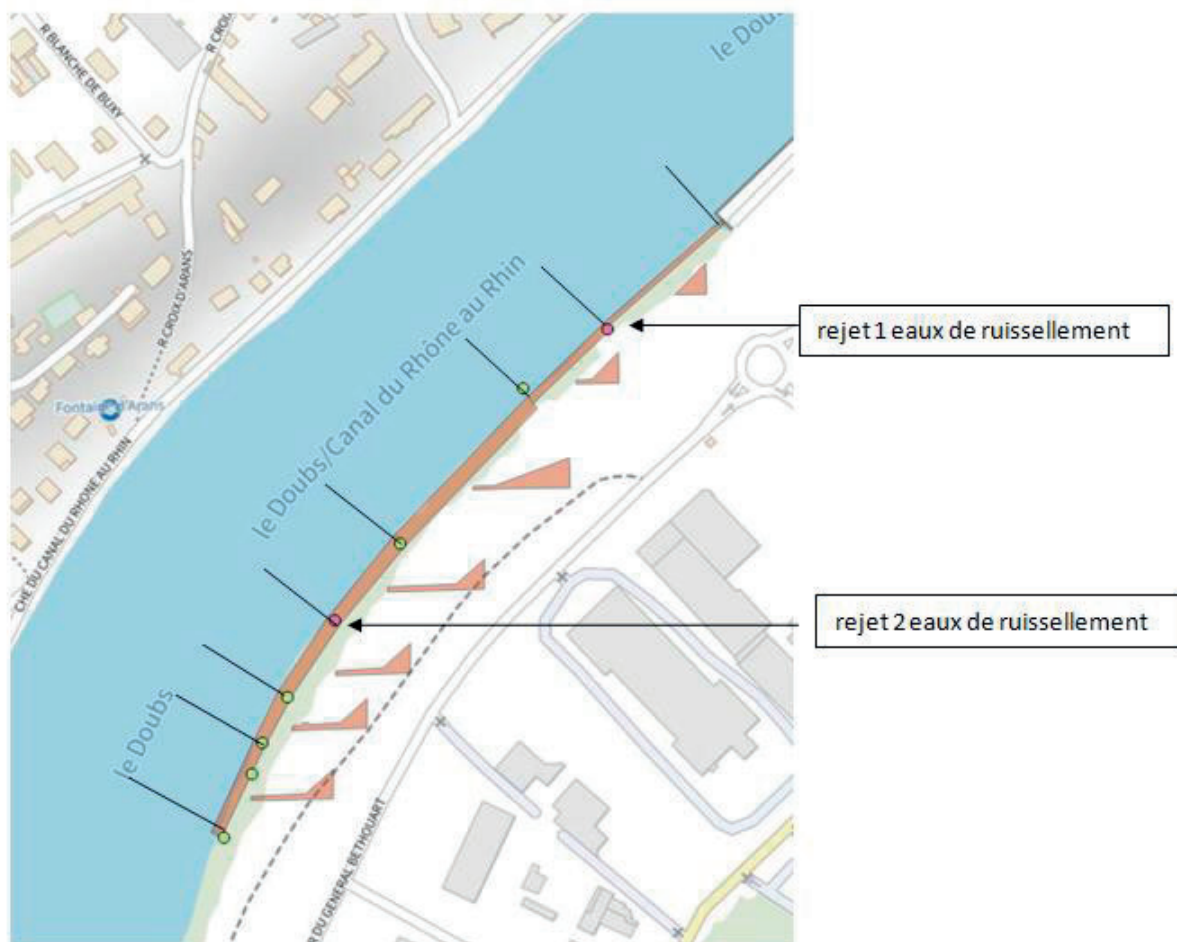 R BLANCHE DE BUXY
R CROIX
le Doubs
R CROIX D'ARANS
le Doubs/Canal du Rhône au Rhin
rejet 1 eaux de ruissellement
Fontaine d'Arans
CHE DU CANAL DU RHONE AU RHIN
rejet 2 eaux de ruissellement
le Doubs
R DU GENERAL BETHOUART